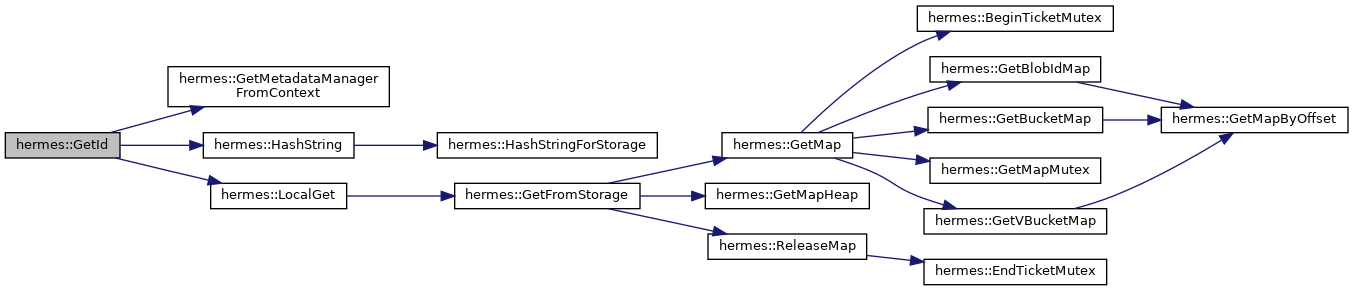 hermes::GetId
hermes::GetMetadataManager
FromContext
hermes::HashString
hermes::LocalGet
hermes::HashStringForStorage
hermes::GetFromStorage
hermes::GetMap
hermes::GetMapHeap
hermes::ReleaseMap
hermes::BeginTicketMutex
hermes::GetBlobIdMap
hermes::GetBucketMap
hermes::GetMapMutex
hermes::GetVBucketMap
hermes::EndTicketMutex
hermes::GetMapByOffset